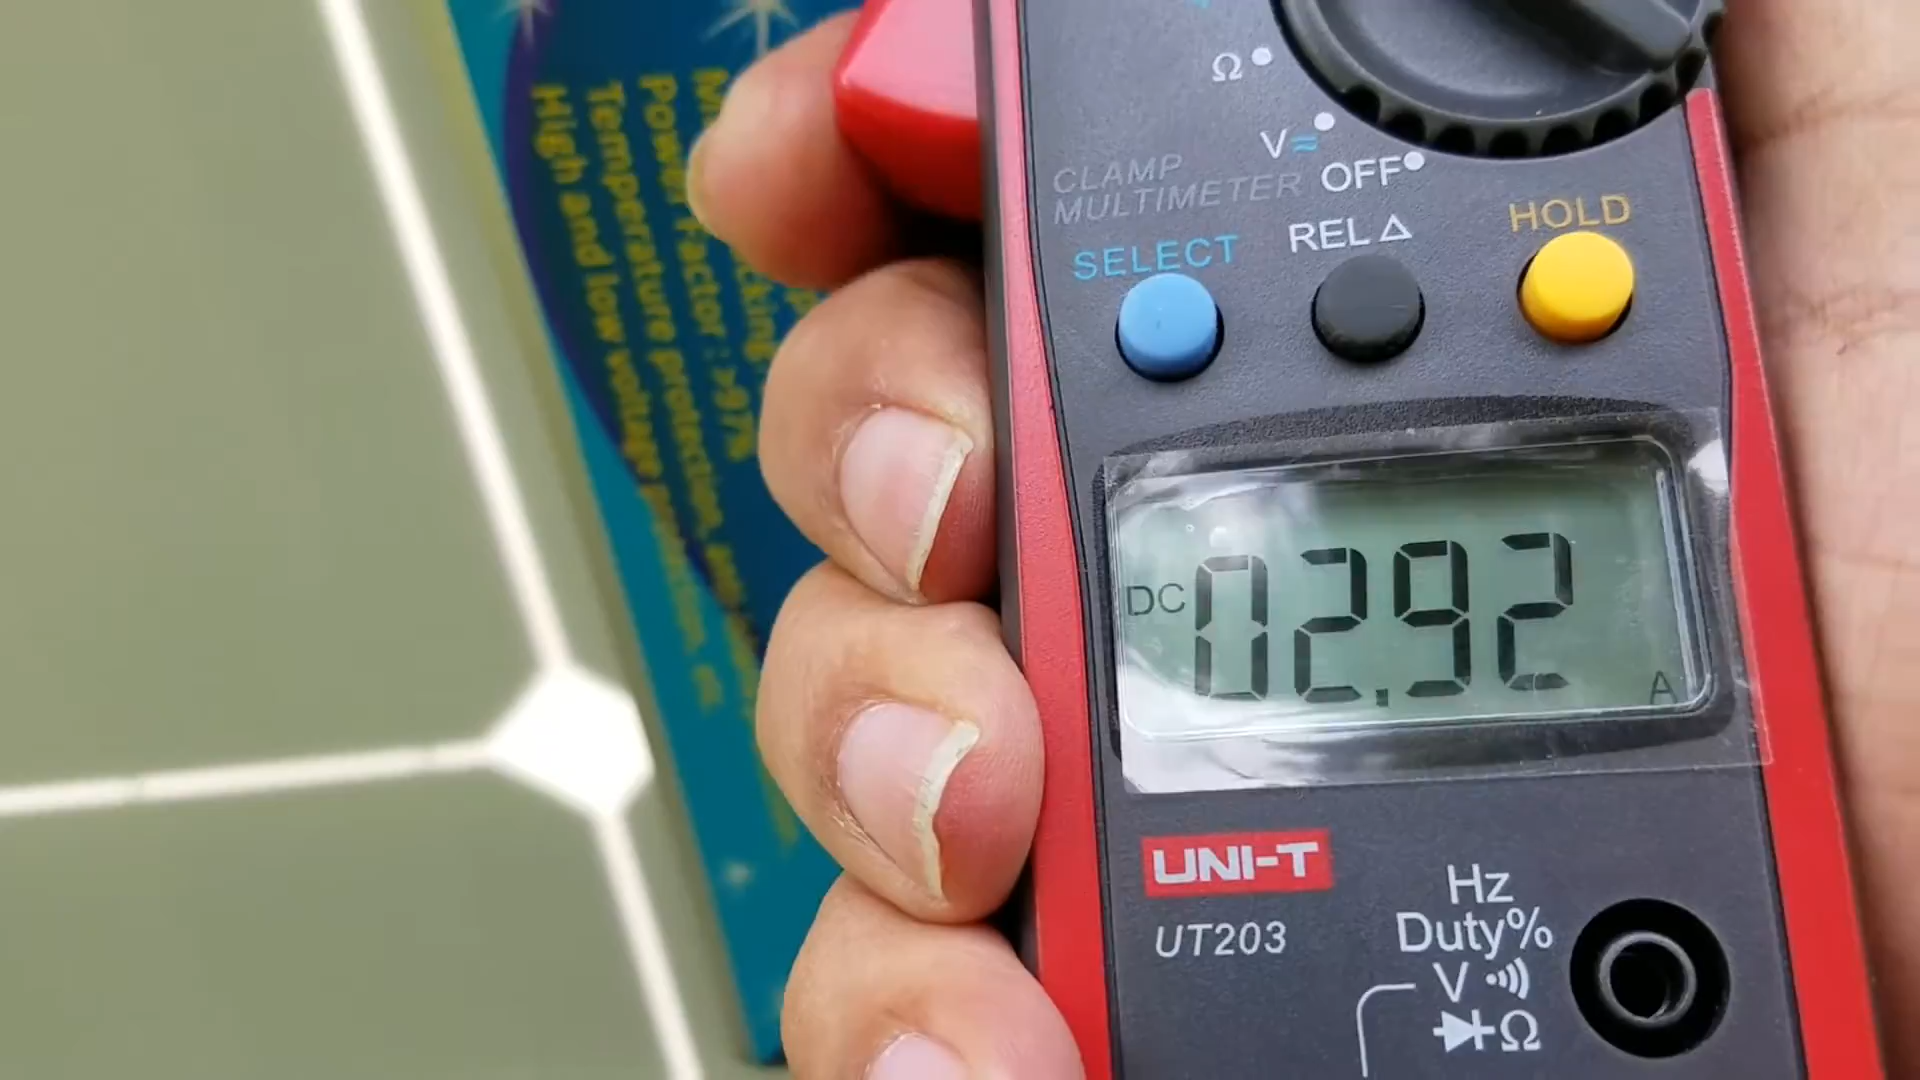 Ω
V≂
OFF
CLAMP
MULTIMETER
SELECT
REL △
HOLD
DC 02.92 A
UNI-T
UT203
Hz
Duty%
V
Ω
Power Factor : >97%
Temperature protection,
High and low voltage